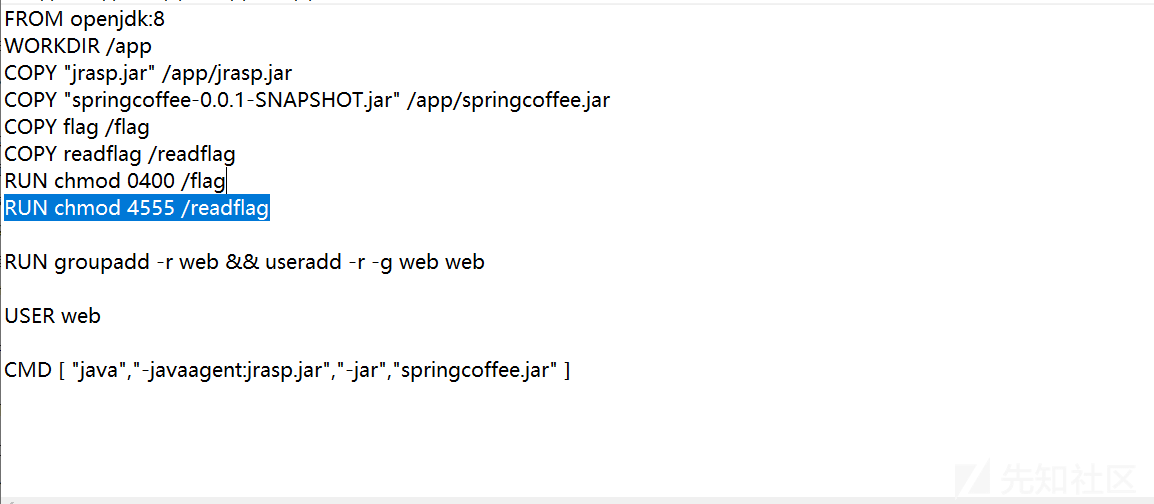 FROM openjdk:8
WORKDIR /app
COPY "jrasp.jar" /app/jrasp.jar
COPY "springcoffee-0.0.1-SNAPSHOT.jar" /app/springcoffee.jar
COPY flag /flag
COPY readflag /readflag
RUN chmod 0400 /flag
RUN chmod 4555 /readflag
RUN groupadd -r web && useradd -r -g web web
USER web
CMD [ "java","-javaagent:jrasp.jar","-jar","springcoffee.jar" ]
先知社区